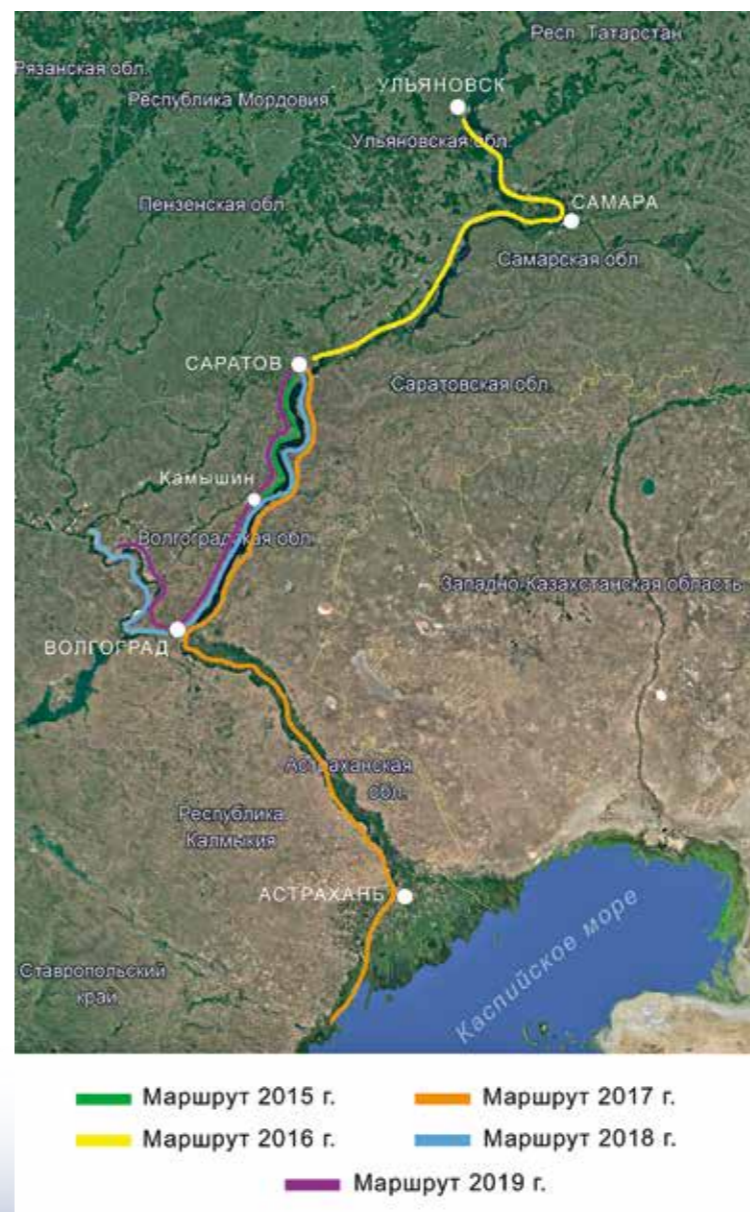 Респ. Татарстан
Рязанская обл.
УЛЬЯНОВСК
Республика Мордовия
Ульяновская обл.
Пензенская обл.
САМАРА
Самарская обл.
САРАТОВ
Саратовская обл.
Камышин
Волгоградская обл.
Западно-Казахстанская область
ВОЛГОГРАД
Астраханская
обл.
Республика
Калмыкия
АСТРАХАНЬ
Каспийское море
Ставропольский
край
Маршрут 2015 г.
Маршрут 2017 г.
Маршрут 2016 г.
Маршрут 2018 г.
Маршрут 2019 г.